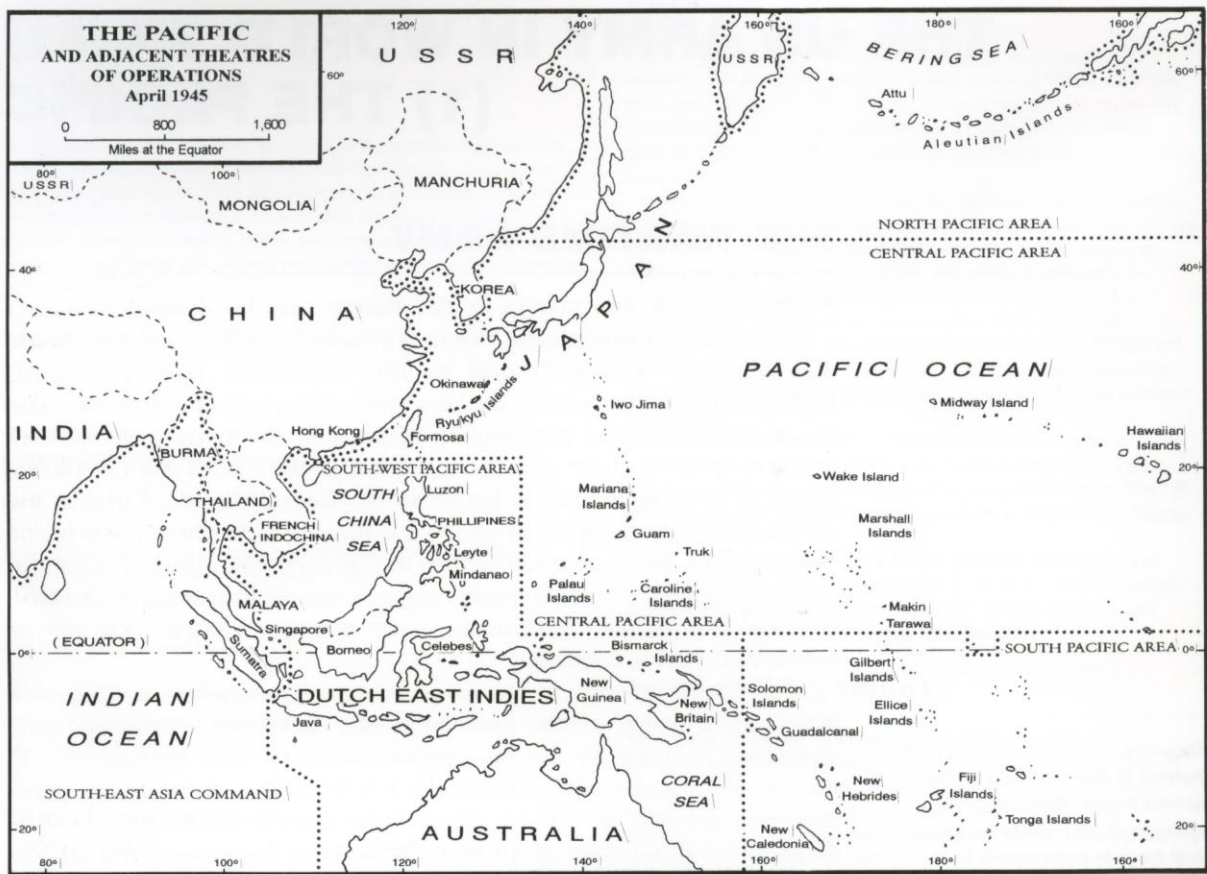 THE PACIFIC
AND ADJACENT THEATRES
OF OPERATIONS
April 1945
0 800 1,600
Miles at the Equator
120° 140° 160° 180° 160°
60°
U S S R
USSR
BERING SEA
60°
Attu
Aleutian Islands
80° 100°
USSR
MONGOLIA
MANCHURIA
NORTH PACIFIC AREA
CENTRAL PACIFIC AREA
40°
40°
KOREA
JAPAN
CHINA
PACIFIC OCEAN
Okinawa
Ryukyu Islands
Iwo Jima
Midway Island
Hawaiian
Islands
INDIA
BURMA
Hong Kong
Formosa
20°
20°
SOUTH-WEST PACIFIC AREA
THAILAND
SOUTH
CHINA
SEA
Luzon
Mariana
Islands
Wake Island
FRENCH
INDOCHINA
PHILLIPINES
Guam
Marshall
Islands
Leyte
Truk
Mindanao
Palau
Islands
Caroline
Islands
MALAYA
Makin
Tarawa
Singapore
CENTRAL PACIFIC AREA
(EQUATOR)
0°
Sumatra
Borneo
Celebes
Bismarck
Islands
SOUTH PACIFIC AREA
0°
Gilbert
Islands
INDIAN
OCEAN
DUTCH EAST INDIES
New
Guinea
Solomon
Islands
Java
New
Britain
Ellice
Islands
Guadalcanal
SOUTH-EAST ASIA COMMAND
CORAL
SEA
New
Hebrides
Fiji
Islands
Tonga Islands
20°
AUSTRALIA
New
Caledonia
20°
80° 100° 120° 140° 160° 180° 160°